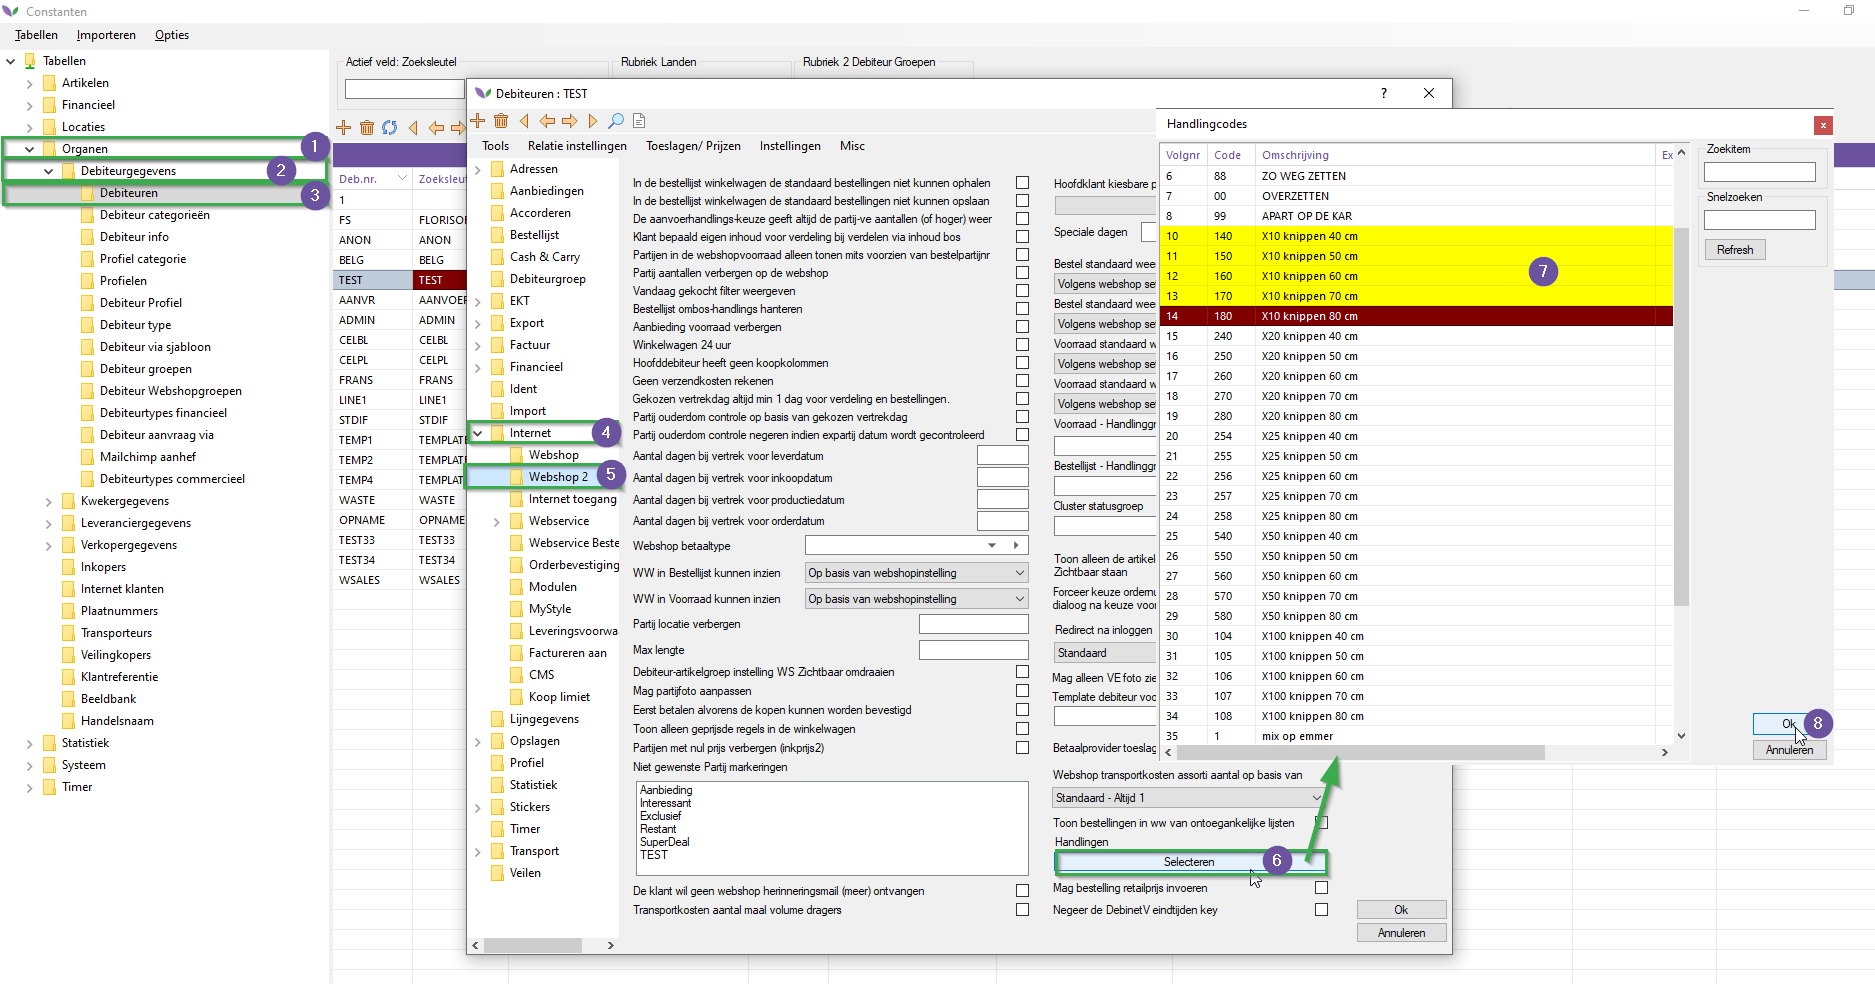 Constanten
Tabellen Importeren Opties
Tabellen
Artikelen
Financieel
Locaties
Organen 1
Debiteurgegevens 2
Debiteuren 3
Debiteur categorieën
Debiteur info
Profiel categorie
Profielen
Debiteur Profiel
Debiteur type
Debiteur via sjabloon
Debiteur groepen
Debiteur Webshopgroepen
Debiteurtypes financieel
Debiteur aanvraag via
Mailchimp aanhef
Debiteurtypes commercieel
Kwekergegevens
Leveranciergegevens
Verkopergegevens
Inkopers
Internet klanten
Plaatnummers
Transporteurs
Veilingkopers
Klantreferentie
Beeldbank
Handelsnaam
Statistiek
Systeem
Timer
Actief veld: Zoeksleutel Rubriek Landen Rubriek 2 Debiteur Groepen
Deb.nr. Zoeksleut
1
FS FLORISOF
ANON ANON
BELG BELG
TEST TEST
AANVR AANVOER
ADMIN ADMIN
CELBL CELBL
CELPL CELPL
FRANS FRANS
LINE1 LINE1
STDIF STDIF
TEMP1 TEMPLATE
TEMP2 TEMPLAT
TEMP4 TEMPLAT
WASTE WASTE
OPNAME OPNAME
TEST33 TEST33
TEST34 TEST34
WSALES WSALES
Debiteuren : TEST ?
Tools Relatie instellingen Toeslagen/ Prijzen Instellingen Misc
Adressen
Aanbiedingen
Accorderen
Bestellijst
Cash & Carry
Debiteurgroep
EKT
Export
Factuur
Financieel
Ident
Import
Internet 4
Webshop
Webshop 2 5
Internet toegang
Webservice
Webservice Beste
Orderbevestiging
Modulen
MyStyle
Leveringsvoorwa
Factureren aan
CMS
Koop limiet
Lijngegevens
Opslagen
Profiel
Statistiek
Stickers
Timer
Transport
Veilen
In de bestellijst winkelwagen de standaard bestellingen niet kunnen ophalen
In de bestellijst winkelwagen de standaard bestellingen niet kunnen opslaan
De aanvoerhandlings-keuze geeft altijd de partij-ve aantallen (of hoger) weer
Klant bepaald eigen inhoud voor verdeling bij verdelen via inhoud bos
Partijen in de webshopvoorraad alleen tonen mits voorzien van bestelpartijnr
Partij aantallen verbergen op de webshop
Vandaag gekocht filter weergeven
Bestellijst ombos-handlings hanteren
Aanbieding voorraad verbergen
Winkelwagen 24 uur
Hoofddebiteur heeft geen koopkolommen
Geen verzendkosten rekenen
Gekozen vertrekdag altijd min 1 dag voor verdeling en bestellingen.
Partij ouderdom controle op basis van gekozen vertrekdag
Partij ouderdom controle negeren indien expartij datum wordt gecontroleerd
Aantal dagen bij vertrek voor leverdatum
Aantal dagen bij vertrek voor inkoopdatum
Aantal dagen bij vertrek voor productiedatum
Aantal dagen bij vertrek voor orderdatum
Webshop betaaltype
WW in Bestellijst kunnen inzien Op basis van webshopinstelling
WW in Voorraad kunnen inzien Op basis van webshopinstelling
Partij locatie verbergen
Max lengte
Debiteur-artikelgroep instelling WS Zichtbaar omdraaien
Mag partijfoto aanpassen
Eerst betalen alvorens de kopen kunnen worden bevestigd
Toon alleen geprijsde regels in de winkelwagen
Partijen met nul prijs verbergen (inkprijs2)
Niet gewenste Partij markeringen
Aanbieding
Interessant
Exclusief
Restant
SuperDeal
TEST
De klant wil geen webshop herinneringsmail (meer) ontvangen
Transportkosten aantal maal volume dragers
Hoofdklant kiesbare p
Speciale dagen
Bestel standaard wee
Volgens webshop set
Bestel standaard wee
Volgens webshop set
Voorraad standaard w
Volgens webshop set
Voorraad standaard w
Volgens webshop set
Voorraad - Handlinggr
Bestellijst - Handlinggr
Cluster statusgroep
Toon alleen de artikel
Zichtbaar staan
Forceer keuze ordernu
dialoog na keuze voor
Redirect na inloggen
Standaard
Mag alleen VE foto zie
Template debiteur voo
Betaalprovider toeslag
Webshop transportkosten assorti aantal op basis van
Standaard - Altijd 1
Toon bestellingen in ww van ontoegankelijke lijsten
Handlingen
Selecteren 6
Mag bestelling retailprijs invoeren
Negeer de DebinetV eindtijden key
Ok
Annuleren
Handlingcodes x
Volgnr Code Omschrijving Ex
6 88 ZO WEG ZETTEN
7 00 OVERZETTEN
8 99 APART OP DE KAR
10 140 X10 knippen 40 cm
11 150 X10 knippen 50 cm
12 160 X10 knippen 60 cm
7
13 170 X10 knippen 70 cm
14 180 X10 knippen 80 cm
15 240 X20 knippen 40 cm
16 250 X20 knippen 50 cm
17 260 X20 knippen 60 cm
18 270 X20 knippen 70 cm
19 280 X20 knippen 80 cm
20 254 X25 knippen 40 cm
21 255 X25 knippen 50 cm
22 256 X25 knippen 60 cm
23 257 X25 knippen 70 cm
24 258 X25 knippen 80 cm
25 540 X50 knippen 40 cm
26 550 X50 knippen 50 cm
27 560 X50 knippen 60 cm
28 570 X50 knippen 70 cm
29 580 X50 knippen 80 cm
30 104 X100 knippen 40 cm
31 105 X100 knippen 50 cm
32 106 X100 knippen 60 cm
33 107 X100 knippen 70 cm
34 108 X100 knippen 80 cm
35 1 mix op emmer
Zoekitem
Snelzoeken
Refresh
Ok 8
Annuleren